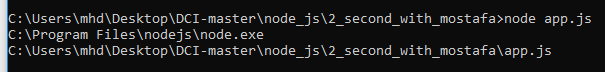 C:\Users\mhd\Desktop\DCI-master\node_js\2_second_with_mostafa>node app.js
C:\Program Files\nodejs\node.exe
C:\Users\mhd\Desktop\DCI-master\node_js\2_second_with_mostafa\app.js